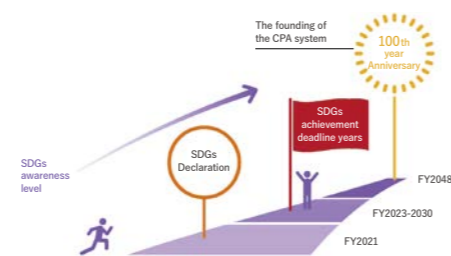 The founding of
the CPA system
100th
year
Anniversary
SDGs
achievement
deadline years
SDGs
Declaration
SDGs
awareness
level
FY2048
FY2023-2030
FY2021